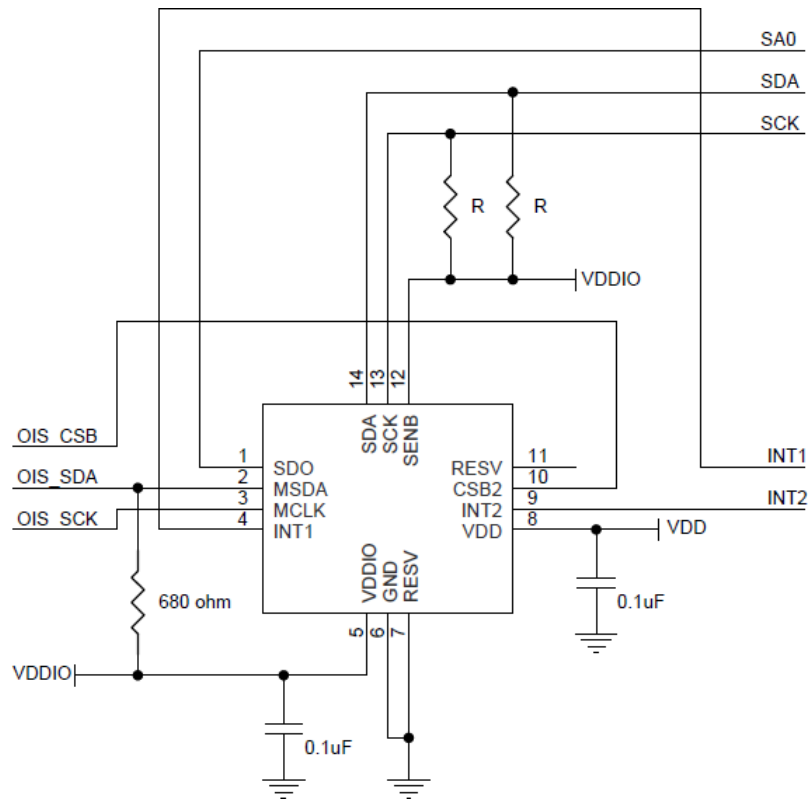 SA0
SDA
SCK
R
R
VDDIO
14
13
12
OIS_CSB
SDA
SCK
SENB
1
SDO
RESV
11
INT1
OIS_SDA
2
MSDA
CSB2
10
INT2
OIS_SCK
3
MCLK
INT2
9
4
INT1
VDD
8
VDD
VDDIO
GND
RESV
680 ohm
0.1uF
5
6
7
VDDIO
0.1uF